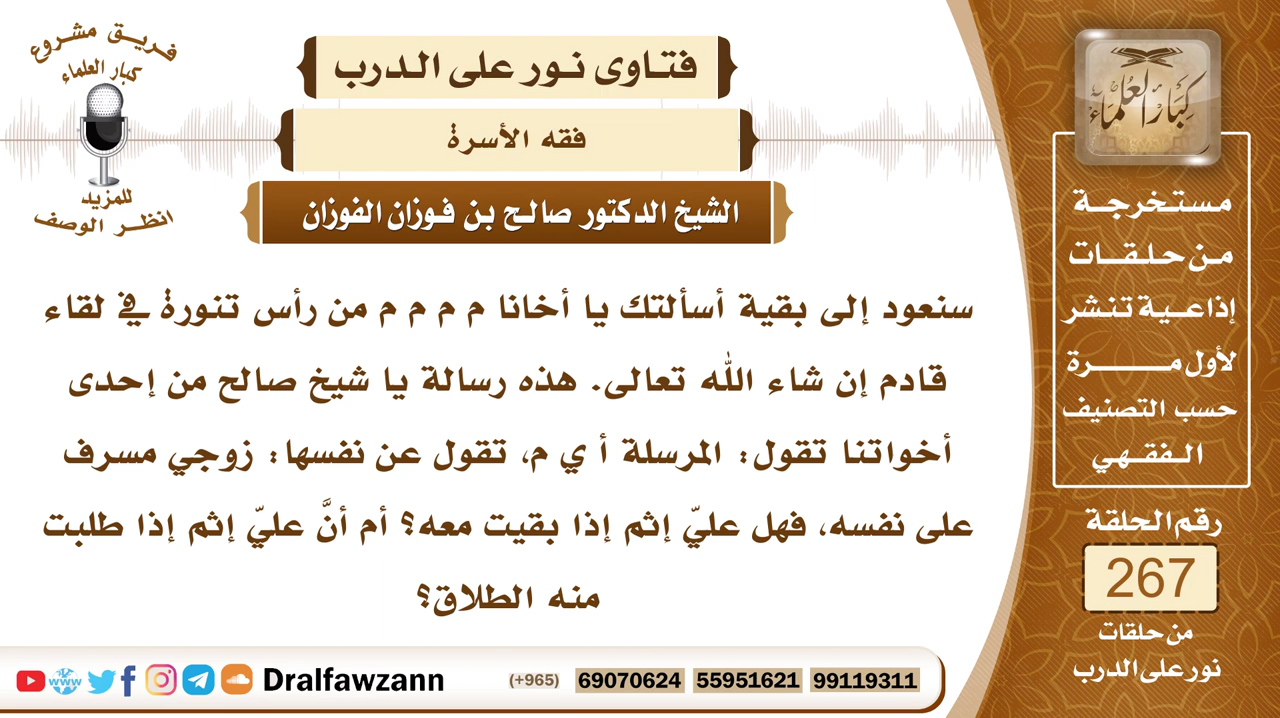 فريق مشروع
كبار العلماء
للمزيد
انظر الوصف
فتاوى نور على الدرب
فقه الأسرة
الشيخ الدكتور صالح بن فوزان الفوزان
سنعود إلى بقية أسألتك يا أخانا م م م م من رأس تنورة في لقاء
قادم إن شاء الله تعالى. هذه رسالة يا شيخ صالح من إحدى
أخواتنا تقول: المرسلة أ ي م، تقول عن نفسها: زوجي مسرف
على نفسه، فهل عليّ إثم إذا بقيت معه؟ أم أنَّ عليّ إثم إذا طلبت
منه الطلاق؟
كبار العلماء
مستخرجة
من حلقات
إذاعية تنشر
لأول مرة
حسب التصنيف
الفقهي
رقم الحلقة
267
من حلقات
نور على الدرب
www Dralfawzann (+965) 69070624 55951621 99119311